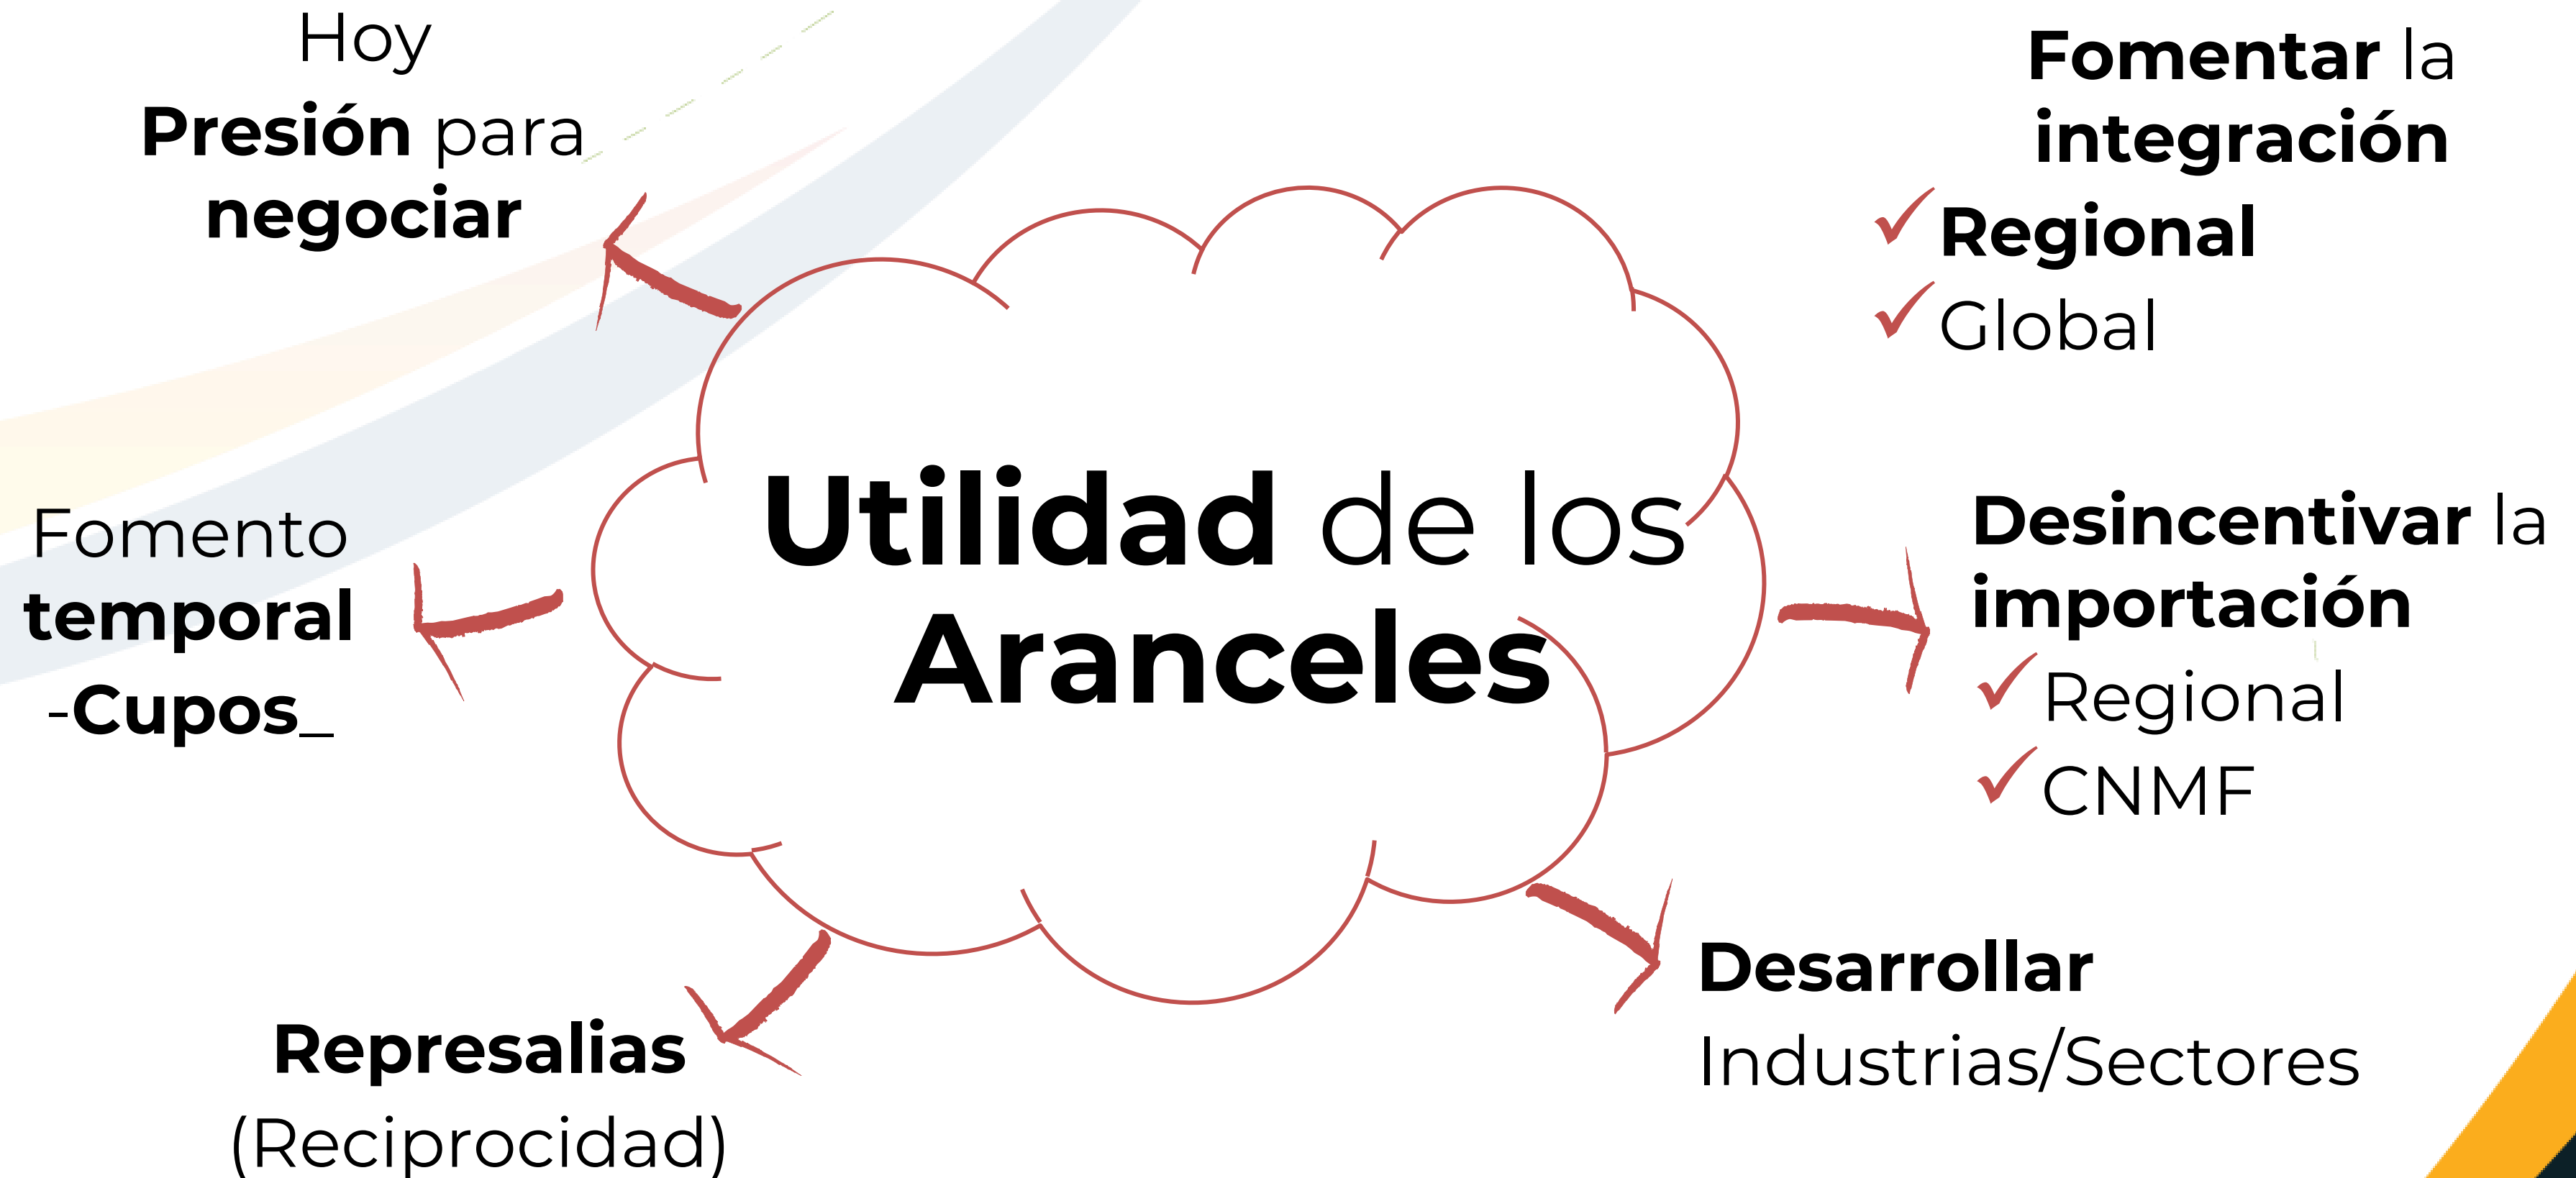 Hoy
Presión para
negociar
Fomentar la
integración
Regional
Global
Utilidad de los
Aranceles
Fomento
temporal
-Cupos_
Desincentivar la
importación
Regional
CNMF
Desarrollar
Industrias/Sectores
Represalias
(Reciprocidad)